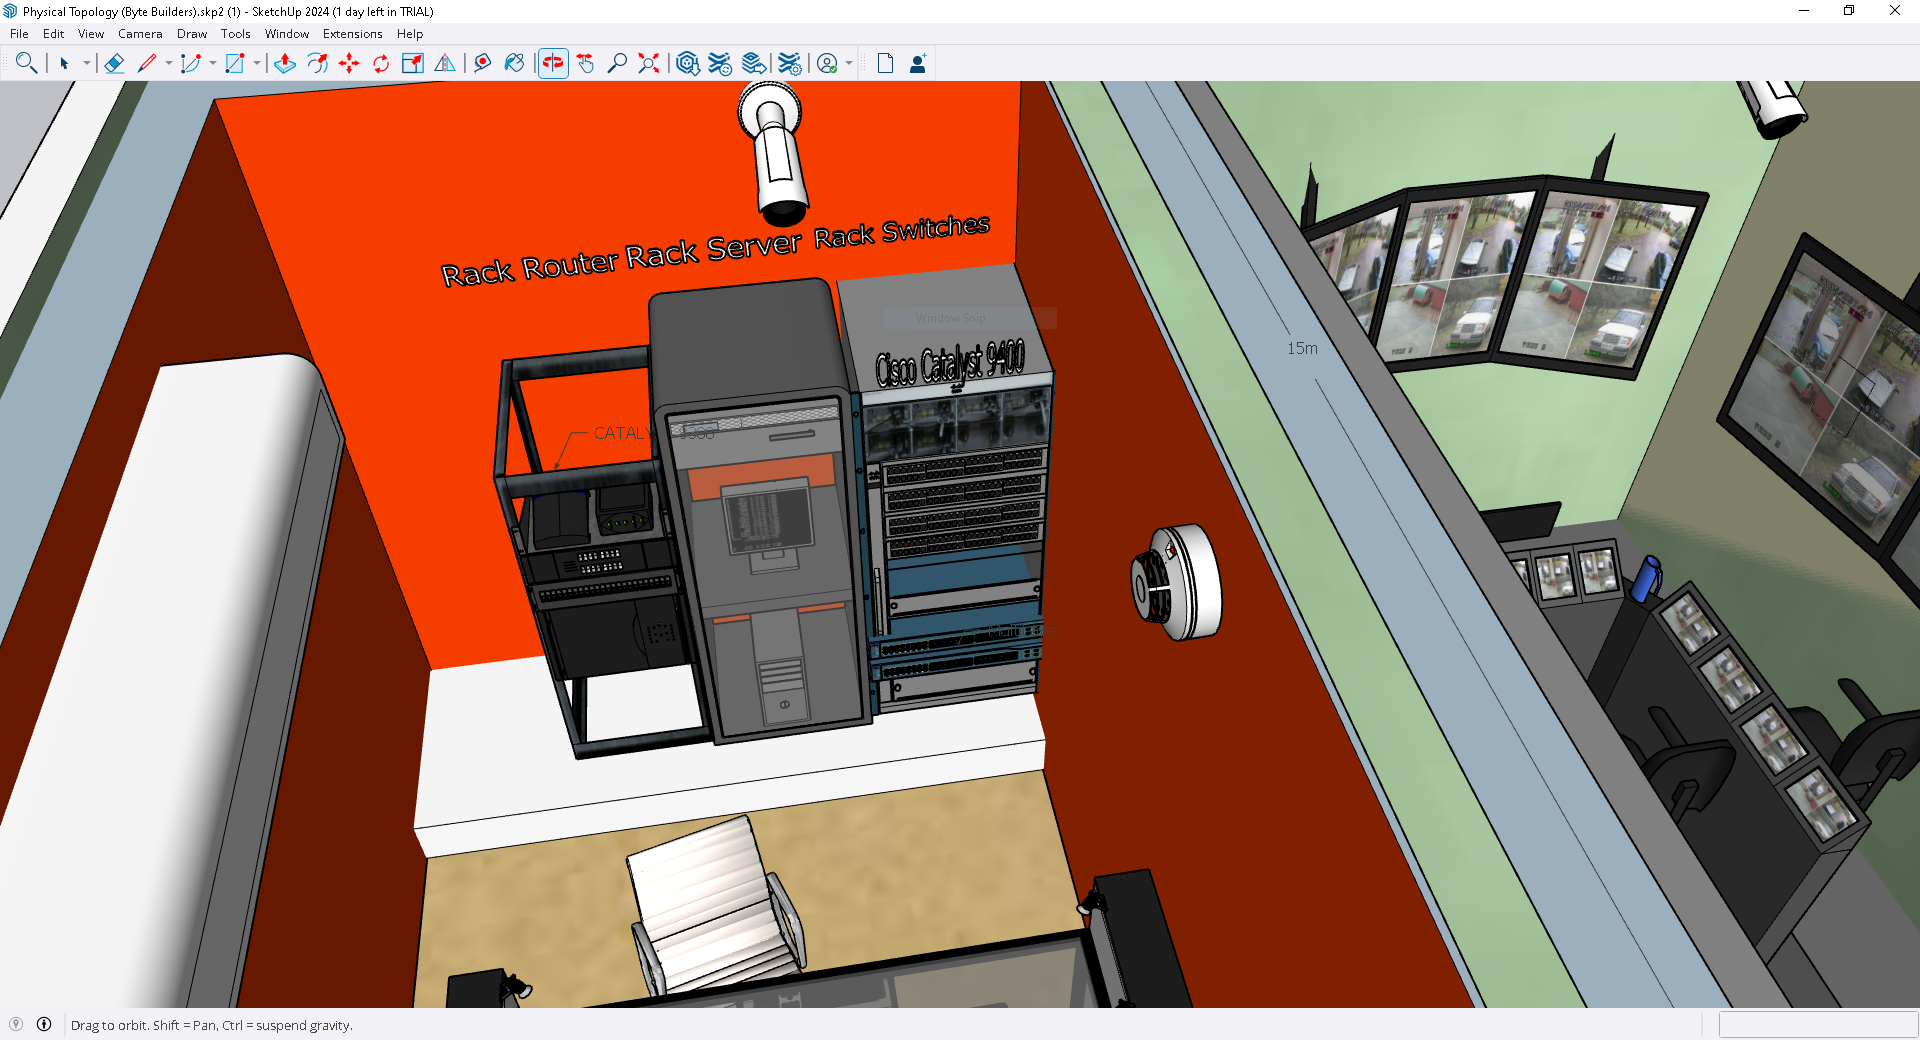 Physical Topology (Byte Builders).skp2 (1) - SketchUp 2024 (1 day left in TRIAL)
File Edit View Camera Draw Tools Window Extensions Help
Rack Router Rack Server Rack Switches
Window Snip
Cisco Catalyst 9400
15m
Drag to orbit. Shift = Pan, Ctrl = suspend gravity.